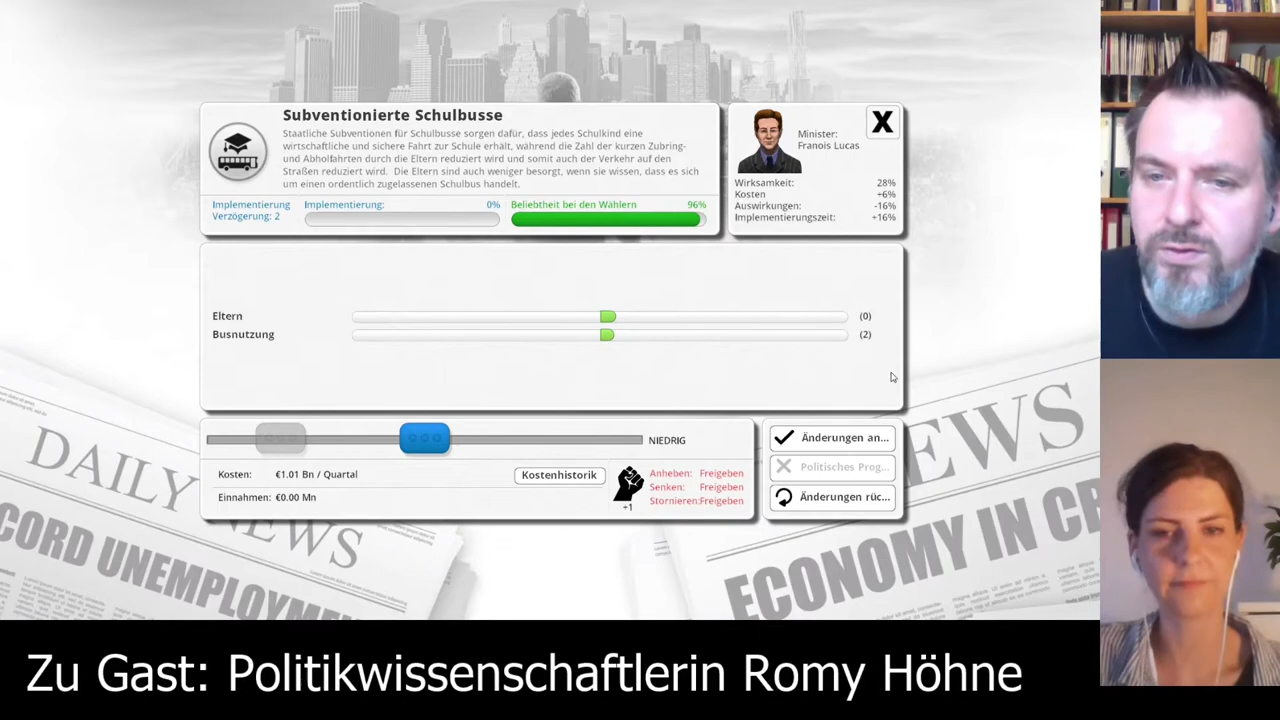 Subventionierte Schulbusse
Staatliche Subventionen für Schulbusse sorgen dafür, dass jedes Schulkind eine
wirtschaftliche und sichere Fahrt zur Schule erhält, während die Zahl der kurzen Zubring-
und Abholfahrten durch die Eltern reduziert wird und somit auch der Verkehr auf den
Straßen reduziert wird.  Die Eltern sind auch weniger besorgt, wenn sie wissen, dass es sich
um einen ordentlich zugelassenen Schulbus handelt.
Implementierung
Verzögerung: 2
Implementierung: 0%
Beliebtheit bei den Wählern 96%
X
Minister:
Franois Lucas
Wirksamkeit: 28%
Kosten +6%
Auswirkungen: -16%
Implementierungszeit: +16%
Eltern (0)
Busnutzung (2)
NIEDRIG
Kosten: €1.01 Bn / Quartal
Kostenhistorik
Einnahmen: €0.00 Mn
+1
Anheben: Freigeben
Senken: Freigeben
Stornieren:Freigeben
Änderungen an...
Politisches Prog...
Änderungen rüc...
DAILY NEWS
CORD UNEMPLOYME
NEWS
ECONOMY IN CR
Zu Gast: Politikwissenschaftlerin Romy Höhne